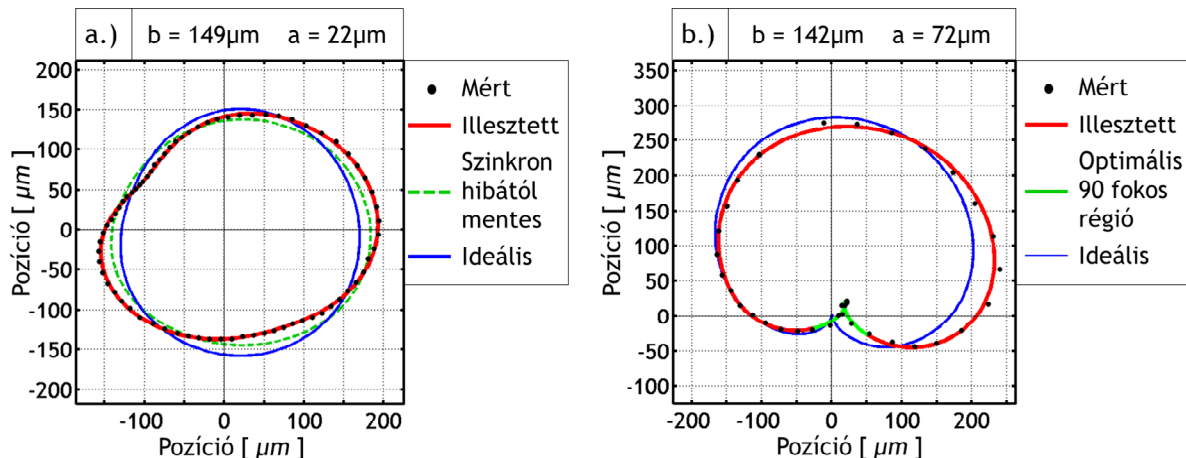 a.) b = 149µm a = 22µm
200
150
100
50
0
-50
-100
-150
-200
-100 0 100 200
Pozíció [ µm ]
Pozíció [ µm ]
Mért
Illesztett
Szinkron
hibától
mentes
Ideális
b.) b = 142µm a = 72µm
350
300
250
200
150
100
50
0
-50
-100
-200 -100 0 100 200
Pozíció [ µm ]
Pozíció [ µm ]
Mért
Illesztett
Optimális
90 fokos
régió
Ideális